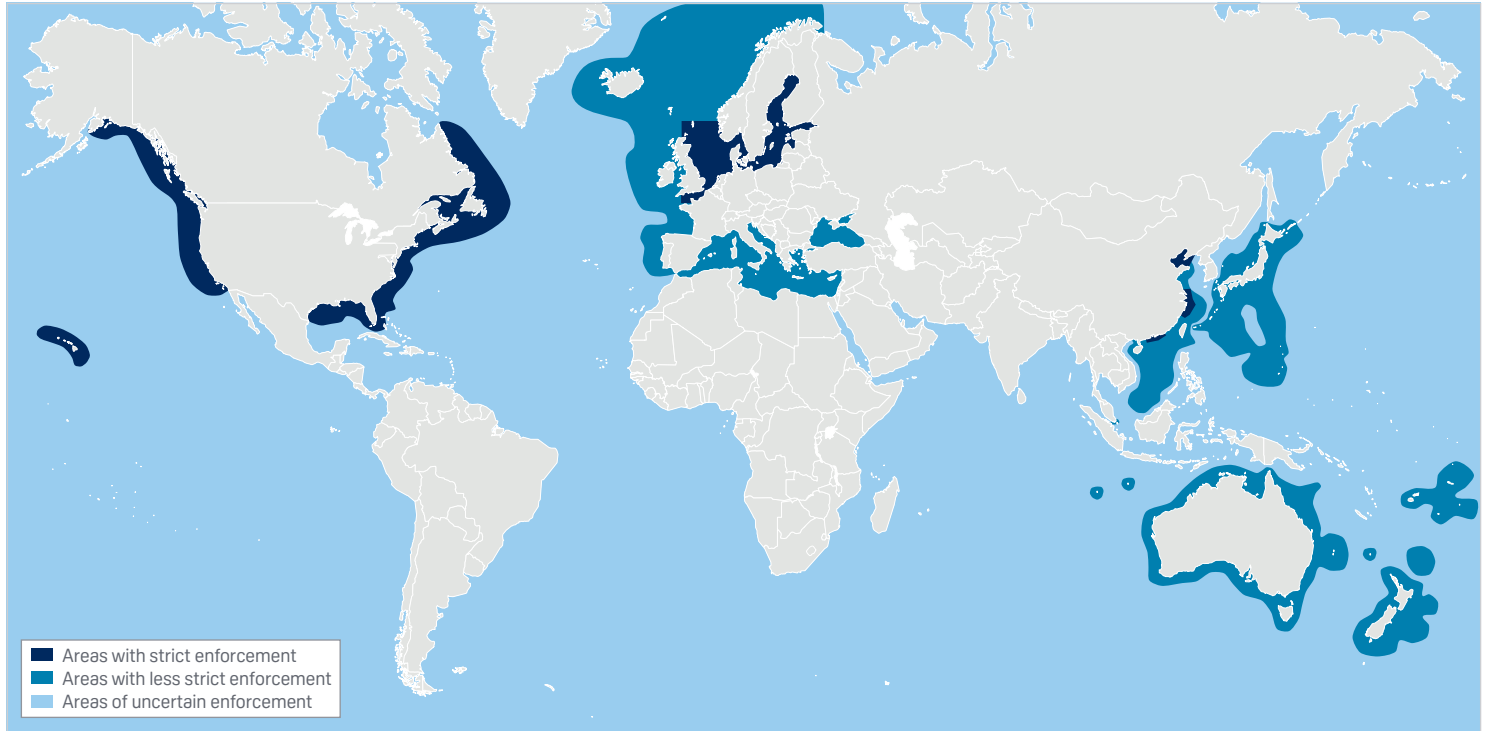 Areas with strict enforcement
Areas with less strict enforcement
Areas of uncertain enforcement